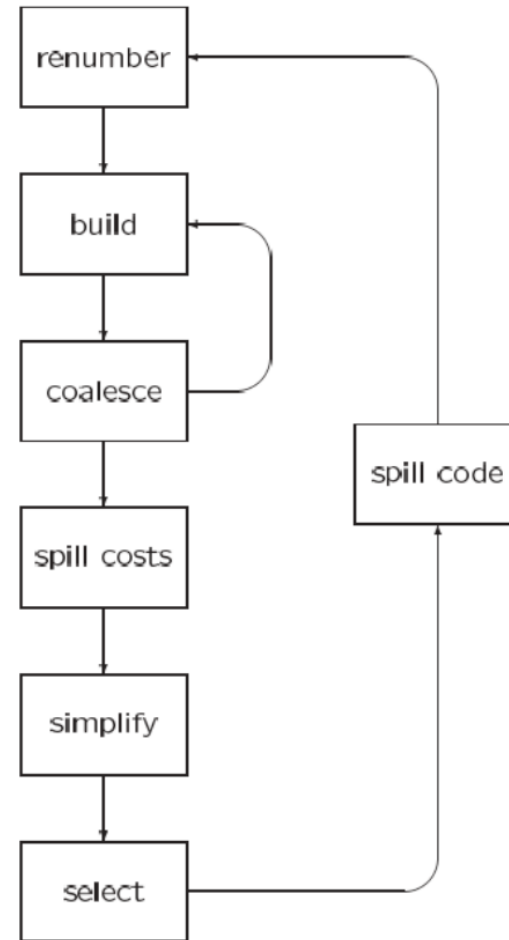 renumber
build
coalesce
spill code
spill costs
simplify
select